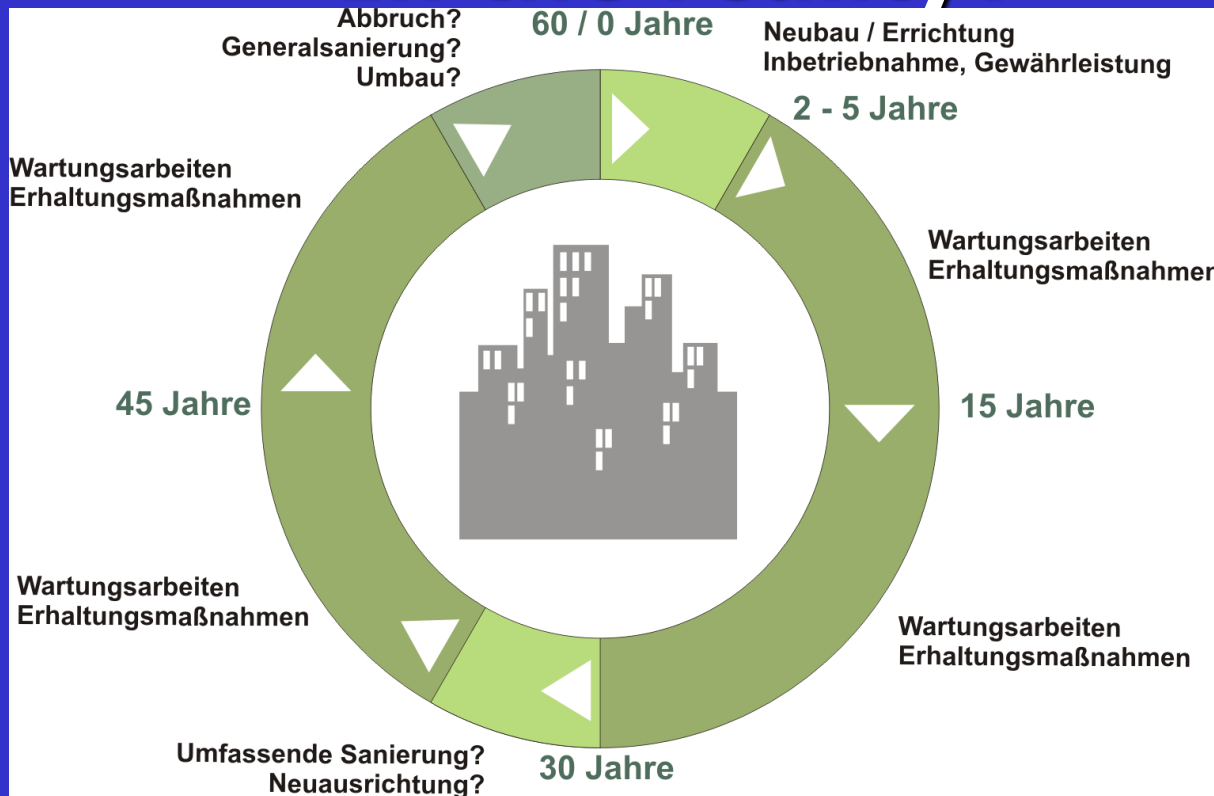 Abbruch?
Generalsanierung?
Umbau?
60 / 0 Jahre
Neubau / Errichtung
Inbetriebnahme, Gewährleistung
2 - 5 Jahre
Wartungsarbeiten
Erhaltungsmaßnahmen
Wartungsarbeiten
Erhaltungsmaßnahmen
45 Jahre
15 Jahre
Wartungsarbeiten
Erhaltungsmaßnahmen
Wartungsarbeiten
Erhaltungsmaßnahmen
Umfassende Sanierung?
Neuausrichtung?
30 Jahre